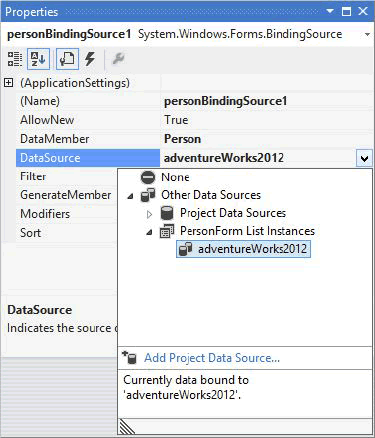 Properties
personBindingSource1 System.Windows.Forms.BindingSource
(ApplicationSettings)
(Name) personBindingSource1
AllowNew True
DataMember Person
DataSource adventureWorks2012
Filter
GenerateMember
Modifiers
Sort
None
Other Data Sources
Project Data Sources
PersonForm List Instances
adventureWorks2012
DataSource
Indicates the source
Add Project Data Source...
Currently data bound to
'adventureWorks2012'.